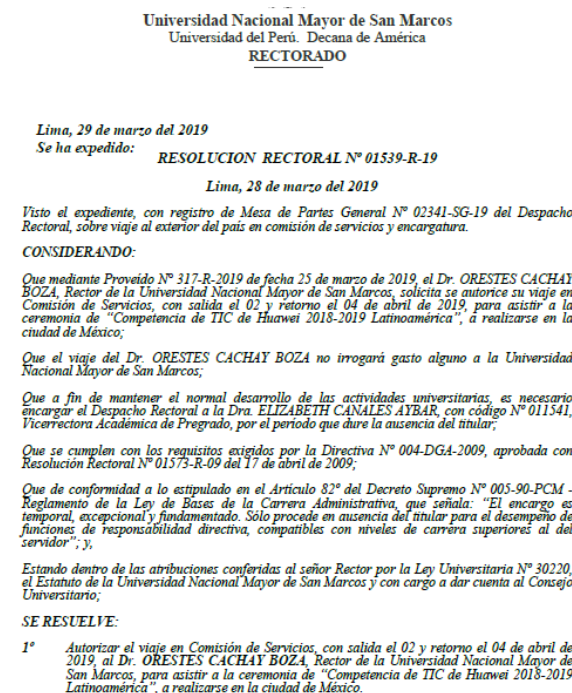 Universidad Nacional Mayor de San Marcos
Universidad del Perú. Decana de América
RECTORADO
Lima, 29 de marzo del 2019
Se ha expedido:
RESOLUCION RECTORAL Nº 01539-R-19
Lima, 28 de marzo del 2019
Visto el expediente, con registro de Mesa de Partes General Nº 02341-SG-19 del Despacho
Rectoral, sobre viaje al exterior del país en comisión de servicios y encargatura.
CONSIDERANDO:
Que mediante Proveído Nº 317-R-2019 de fecha 25 de marzo de 2019, el Dr. ORESTES CACHAY
BOZA, Rector de la Universidad Nacional Mayor de San Marcos, solicita se autorice su viaje en
Comisión de Servicios, con salida el 02 y retorno el 04 de abril de 2019, para asistir a la
ceremonia de “Competencia de TIC de Huawei 2018-2019 Latinoamérica”, a realizarse en la
ciudad de México;
Que el viaje del Dr. ORESTES CACHAY BOZA no irrogará gasto alguno a la Universidad
Nacional Mayor de San Marcos;
Que a fin de mantener el normal desarrollo de las actividades universitarias, es necesario
encargar el Despacho Rectoral a la Dra. ELIZABETH CANALES AYBAR, con código Nº 011541,
Vicerrectora Académica de Pregrado, por el período que dure la ausencia del titular;
Que se cumplen con los requisitos exigidos por la Directiva Nº 004-DGA-2009, aprobada con
Resolución Rectoral Nº 01573-R-09 del 17 de abril de 2009;
Que de conformidad a lo estipulado en el Artículo 82º del Decreto Supremo Nº 005-90-PCM -
Reglamento de la Ley de Bases de la Carrera Administrativa, que señala: “El encargo es
temporal, excepcional y fundamentado. Sólo procede en ausencia del titular para el desempeño de
funciones de responsabilidad directiva, compatibles con niveles de carrera superiores al del
servidor”; y,
Estando dentro de las atribuciones conferidas al señor Rector por la Ley Universitaria Nº 30220,
el Estatuto de la Universidad Nacional Mayor de San Marcos y con cargo a dar cuenta al Consejo
Universitario;
SE RESUELVE:
1º Autorizar el viaje en Comisión de Servicios, con salida el 02 y retorno el 04 de abril de
2019, al Dr. ORESTES CACHAY BOZA, Rector de la Universidad Nacional Mayor de
San Marcos, para asistir a la ceremonia de “Competencia de TIC de Huawei 2018-2019
Latinoamérica”, a realizarse en la ciudad de México.